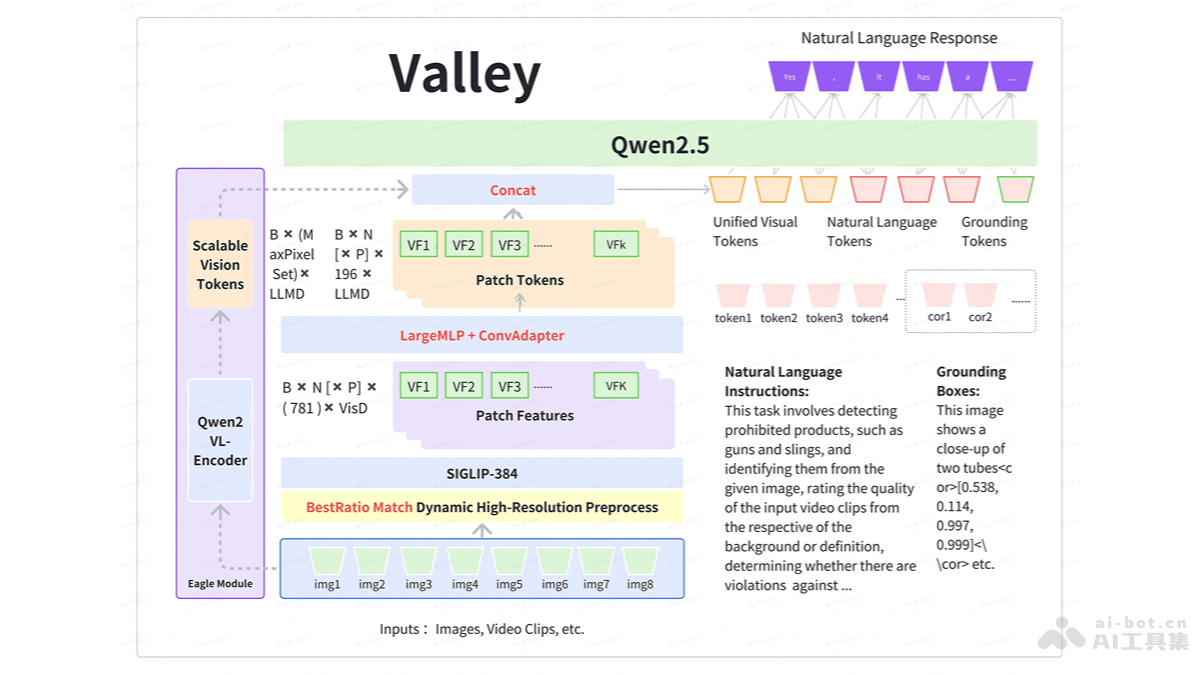 Valley
Natural Language Response
Yes , it has a ...
Qwen2.5
Concat
Scalable
Vision
Tokens
B × (M
axPixel
Set) ×
LLMD
B × N
[× P] ×
196 ×
LLMD
VF1 VF2 VF3 ...... VFk
Patch Tokens
LargeMLP + ConvAdapter
B × N [× P] ×
( 781 ) × VisD
VF1 VF2 VF3 ...... VFK
Patch Features
Qwen2
VL-
Encoder
SIGLIP-384
BestRatio Match Dynamic High-Resolution Preprocess
img1 img2 img3 img4 img5 img6 img7 img8
Eagle Module
Inputs： Images, Video Clips, etc.
Unified Visual
Tokens
Natural Language
Tokens
Grounding
Tokens
token1 token2 token3 token4 ... cor1 cor2 ......
Natural Language
Instructions:
This task involves detecting
prohibited products, such as
guns and slings, and
identifying them from the
given image, rating the quality
of the input video clips from
the respective of the
background or definition,
determining whether there are
violations against ...
Grounding
Boxes:
This image
shows a
close-up of
two tubes<c
or>[0.538,
0.114,
0.997,
0.999]<\
\cor> etc.
ai-bot.cn
AI工具集